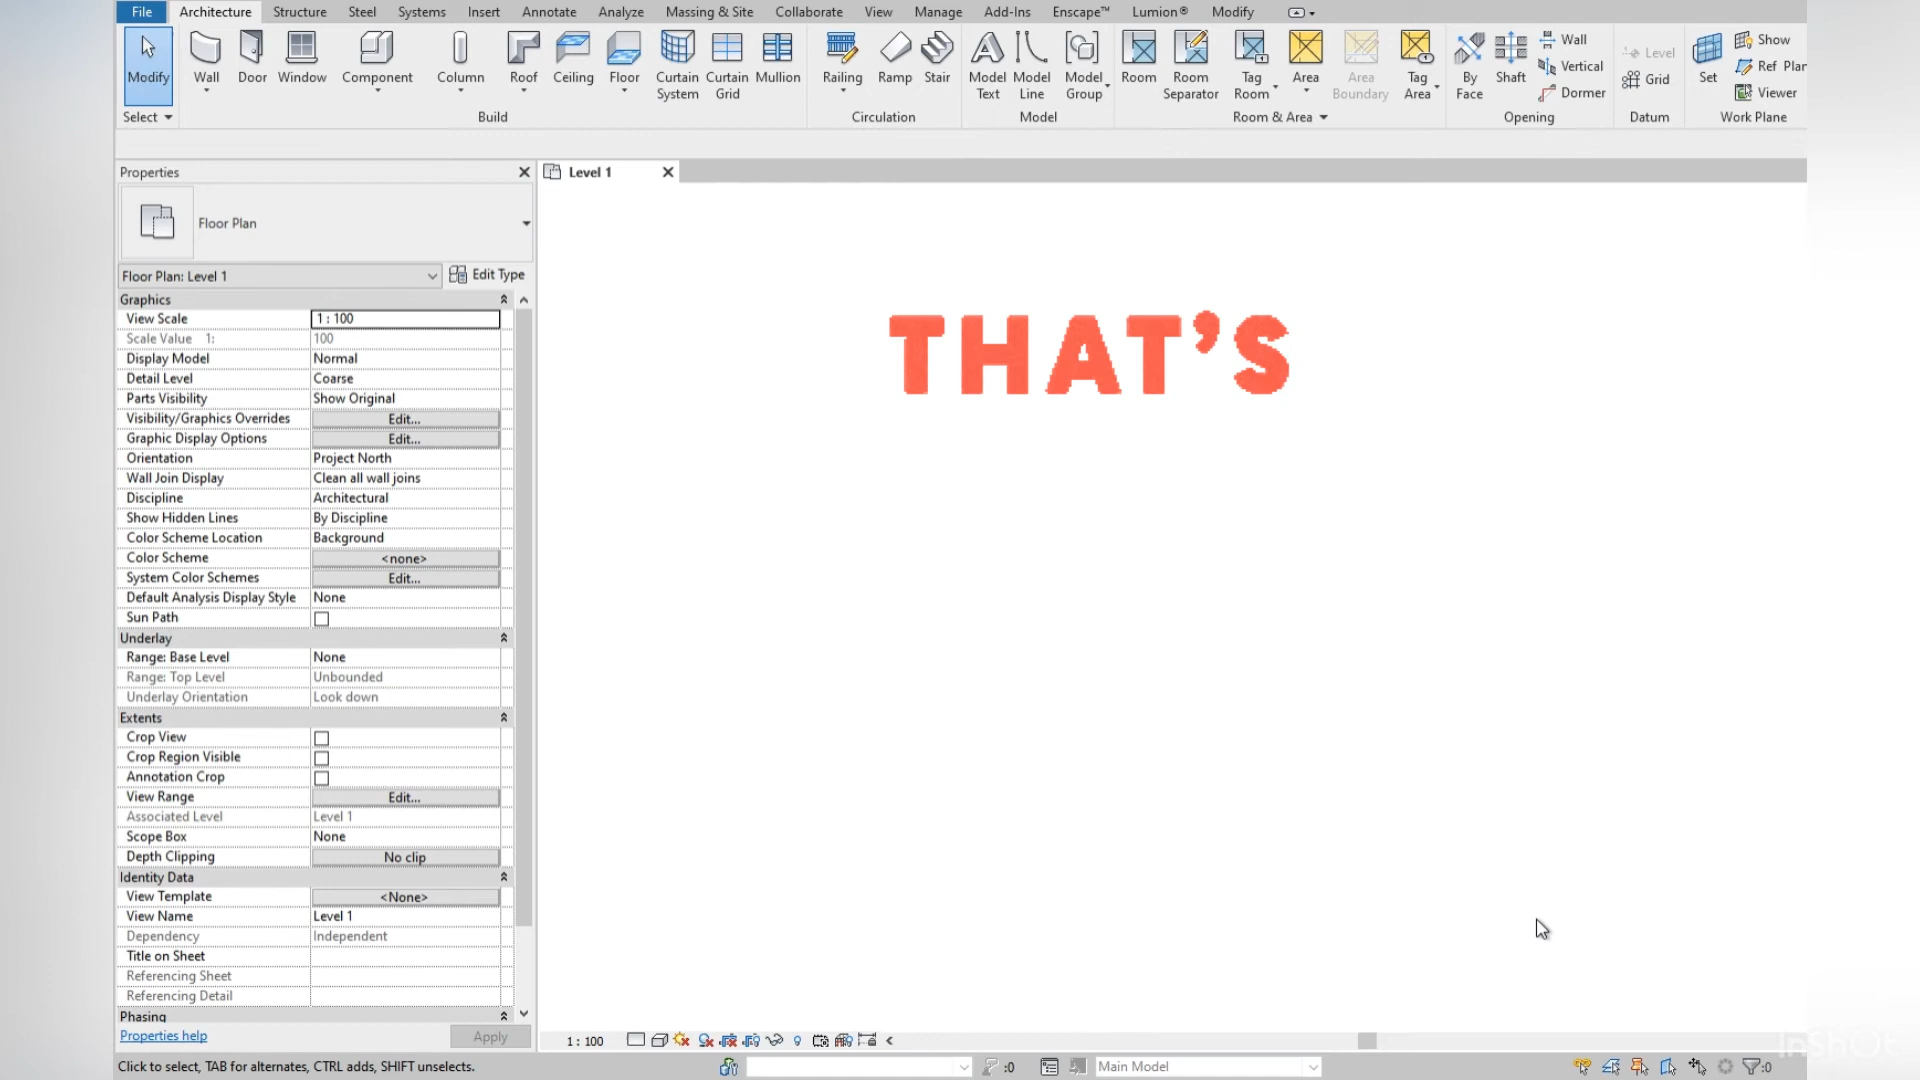 File Architecture Structure Steel Systems Insert Annotate Analyze Massing & Site Collaborate View Manage Add-Ins Enscape™ Lumion® Modify
Modify Wall Door Window Component Column Roof Ceiling Floor Curtain System Curtain Grid Mullion Railing Ramp Stair Model Text Model Line Model Group Room Room Separator Tag Room Area Area Boundary Tag Area By Face Shaft Wall Vertical Dormer Level Grid Set Show Ref Plan Viewer
Select Build Circulation Model Room & Area Opening Datum Work Plane
Properties
Level 1
Floor Plan
Floor Plan: Level 1 Edit Type
Graphics
View Scale 1 : 100
Scale Value 1: 100
Display Model Normal
Detail Level Coarse
Parts Visibility Show Original
Visibility/Graphics Overrides Edit...
Graphic Display Options Edit...
Orientation Project North
Wall Join Display Clean all wall joins
Discipline Architectural
Show Hidden Lines By Discipline
Color Scheme Location Background
Color Scheme <none>
System Color Schemes Edit...
Default Analysis Display Style None
Sun Path
Underlay
Range: Base Level None
Range: Top Level Unbounded
Underlay Orientation Look down
Extents
Crop View
Crop Region Visible
Annotation Crop
View Range Edit...
Associated Level Level 1
Scope Box None
Depth Clipping No clip
Identity Data
View Template <None>
View Name Level 1
Dependency Independent
Title on Sheet
Referencing Sheet
Referencing Detail
Phasing
Properties help Apply
THAT'S
1 : 100
InShOt
Click to select, TAB for alternates, CTRL adds, SHIFT unselects. :0 Main Model :0